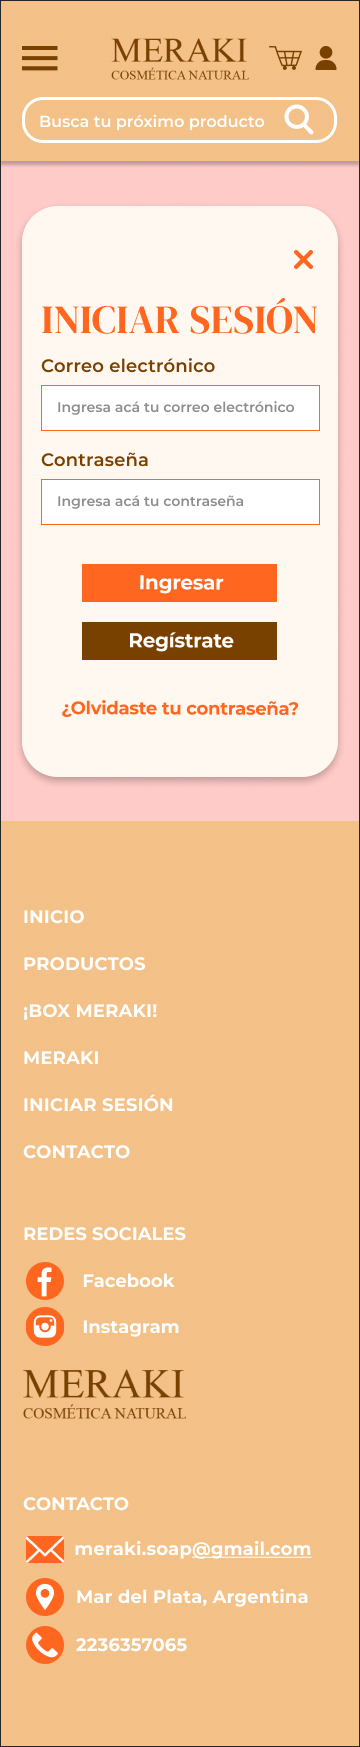 MERAKI
COSMÉTICA NATURAL
Busca tu próximo producto
INICIAR SESIÓN
Correo electrónico
Ingresa acá tu correo electrónico
Contraseña
Ingresa acá tu contraseña
Ingresar
Regístrate
¿Olvidaste tu contraseña?
INICIO
PRODUCTOS
¡BOX MERAKI!
MERAKI
INICIAR SESIÓN
CONTACTO
REDES SOCIALES
Facebook
Instagram
MERAKI
COSMÉTICA NATURAL
CONTACTO
meraki.soap@gmail.com
Mar del Plata, Argentina
2236357065